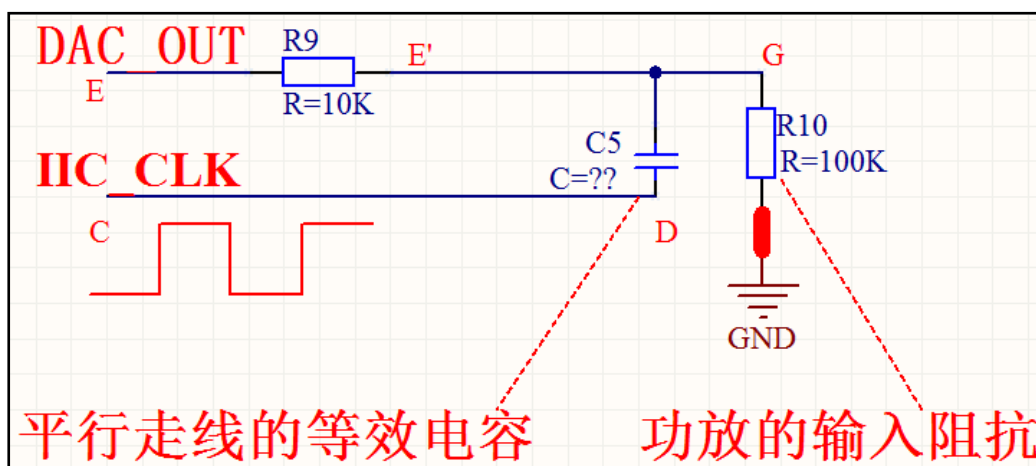 DAC_OUT
R9
E'
G
E
R=10K
C5
R10
C=??
R=100K
IIC_CLK
C
D
GND
平行走线的等效电容
功放的输入阻抗